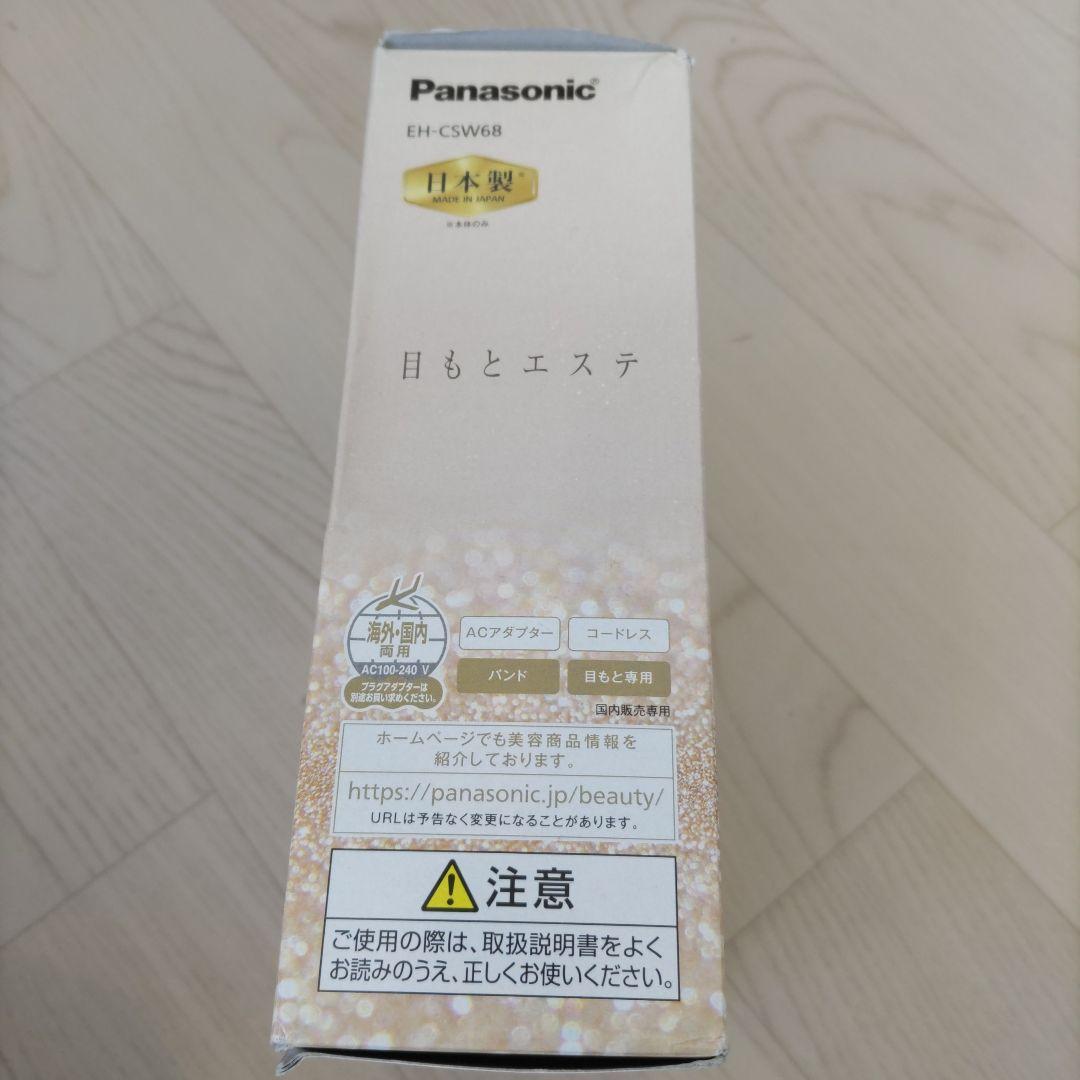 Panasonic®
EH-CSW68
日本製※
MADE IN JAPAN
※本体のみ
目もとエステ
海外・国内
両用
AC100-240 V
プラグアダプターは
別途お買い求めください。
ACアダプター
コードレス
バンド
目もと専用
国内販売専用
ホームページでも美容商品情報を
紹介しております。
https://panasonic.jp/beauty/
URLは予告なく変更になることがあります。
注意
ご使用の際は、取扱説明書をよく
お読みのうえ、正しくお使いください。